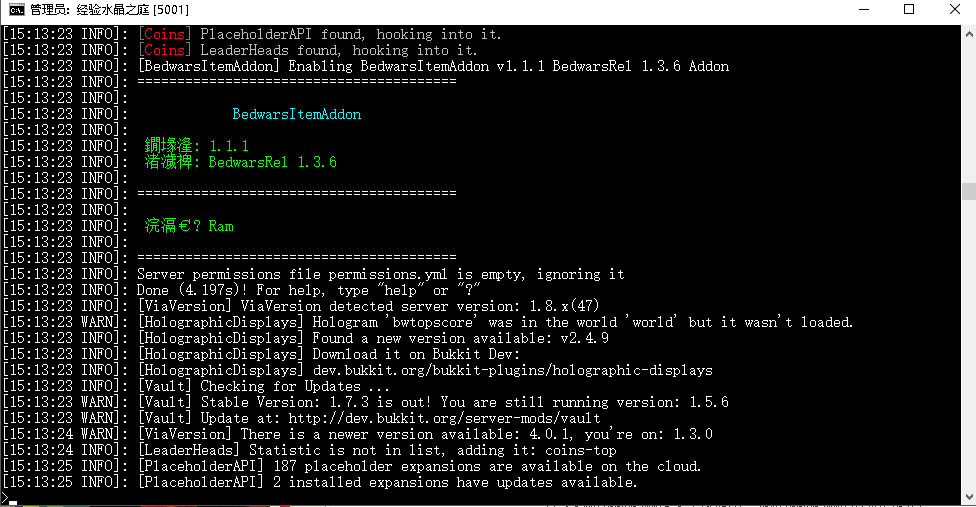 管理员: 经验水晶之庭 [5001]
[15:13:23 INFO]: [Coins] PlaceholderAPI found, hooking into it.
[15:13:23 INFO]: [Coins] LeaderHeads found, hooking into it.
[15:13:23 INFO]: [BedwarsItemAddon] Enabling BedwarsItemAddon v1.1.1 BedwarsRel 1.3.6 Addon
[15:13:23 INFO]: ========================================
[15:13:23 INFO]:
[15:13:23 INFO]: BedwarsItemAddon
[15:13:23 INFO]:
[15:13:23 INFO]: 鐗堟湰: 1.1.1
[15:13:23 INFO]: BedwarsRel 1.3.6
[15:13:23 INFO]:
[15:13:23 INFO]: ========================================
[15:13:23 INFO]:
[15:13:23 INFO]: 浣滆€? Ram
[15:13:23 INFO]:
[15:13:23 INFO]: ========================================
[15:13:23 INFO]: Server permissions file permissions.yml is empty, ignoring it
[15:13:23 INFO]: Done (4.197s)! For help, type "help" or "?"
[15:13:23 INFO]: [ViaVersion] ViaVersion detected server version: 1.8.x(47)
[15:13:23 WARN]: [HolographicDisplays] Hologram 'bwtopscore' was in the world 'world' but it wasn't loaded.
[15:13:23 INFO]: [HolographicDisplays] Found a new version available: v2.4.9
[15:13:23 INFO]: [HolographicDisplays] Download it on Bukkit Dev:
[15:13:23 INFO]: [HolographicDisplays] dev.bukkit.org/bukkit-plugins/holographic-displays
[15:13:23 INFO]: [Vault] Checking for Updates ...
[15:13:23 WARN]: [Vault] Stable Version: 1.7.3 is out! You are still running version: 1.5.6
[15:13:23 WARN]: [Vault] Update at: http://dev.bukkit.org/server-mods/vault
[15:13:24 WARN]: [ViaVersion] There is a newer version available: 4.0.1, you're on: 1.3.0
[15:13:24 INFO]: [LeaderHeads] Statistic is not in list, adding it: coins-top
[15:13:25 INFO]: [PlaceholderAPI] 187 placeholder expansions are available on the cloud.
[15:13:25 INFO]: [PlaceholderAPI] 2 installed expansions have updates available.
>